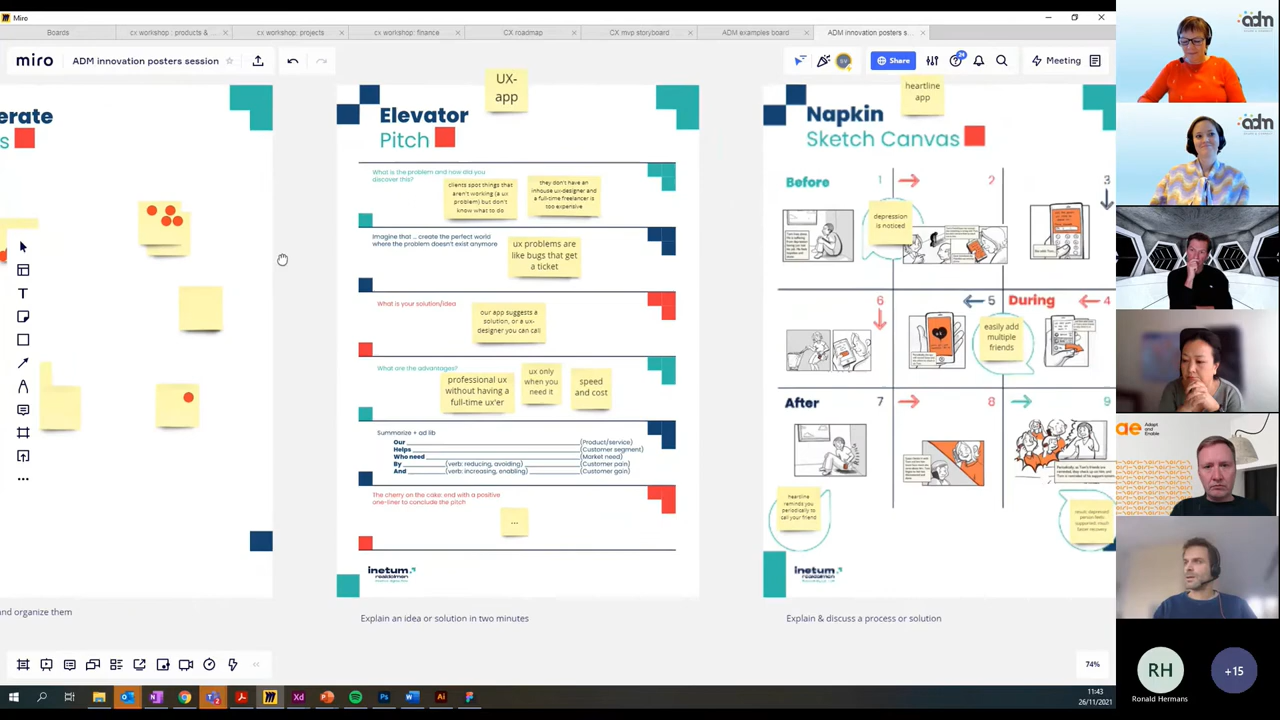 Miro
Boards
cx workshop : products & ...
cx workshop: projects
cx workshop: finance
CX roadmap
CX mvp storyboard
ADM examples board
ADM innovation posters s...
miro
ADM innovation posters session
Share
Meeting
erate
s
and organize them
UX-
app
Elevator
Pitch
What is the problem and how did you
discover this?
clients spot things that
aren't working (a ux
problem) but don't
know what to do
they don't have an
inhouse ux-designer and
a full-time freelancer is
too expensive
Imagine that ... create the perfect world
where the problem doesn't exist anymore
ux problems are
like bugs that get
a ticket
What is your solution/idea
our app suggests a
solution, or a ux-
designer you can call
What are the advantages?
professional ux
without having a
full-time ux'er
ux only
when you
need it
speed
and cost
Summarize + ad lib
Our (Product/service)
Helps (Customer segment)
Who need (Market need)
By (verb: reducing, avoiding) (Customer pain)
And (verb: increasing, enabling) (Customer gain)
The cherry on the cake: end with a positive
one-liner to conclude the pitch
...
inetum
realdolmen
Explain an idea or solution in two minutes
heartline
app
Napkin
Sketch Canvas
Before
1
2
3
depression
is noticed
6
5
During
4
easily add
multiple
friends
After
7
8
9
heartline
reminds you
periodically to
call your friend
inetum
realdolmen
Explain & discuss a process or solution
74%
11:43
26/11/2021
adm
adm
ae
Adapt
and
Enable
RH
Ronald Hermans
+15